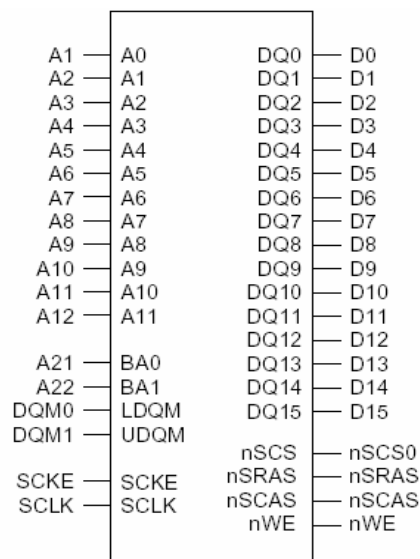 A1 A0 DQ0 D0
A2 A1 DQ1 D1
A3 A2 DQ2 D2
A4 A3 DQ3 D3
A5 A4 DQ4 D4
A6 A5 DQ5 D5
A7 A6 DQ6 D6
A8 A7 DQ7 D7
A9 A8 DQ8 D8
A10 A9 DQ9 D9
A11 A10 DQ10 D10
A12 A11 DQ11 D11
DQ12 D12
A21 BA0 DQ13 D13
A22 BA1 DQ14 D14
DQM0 LDQM DQ15 D15
DQM1 UDQM
nSCS nSCS0
SCKE SCKE nSRAS nSRAS
SCLK SCLK nSCAS nSCAS
nWE nWE